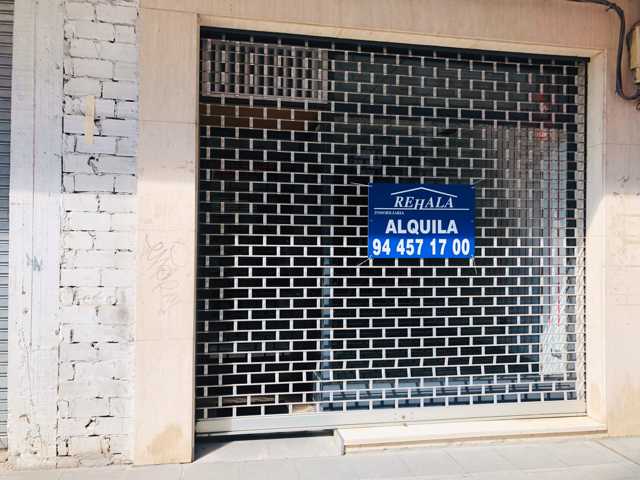 REHALA
INMOBILIARIA
ALQUILA
94 457 17 00